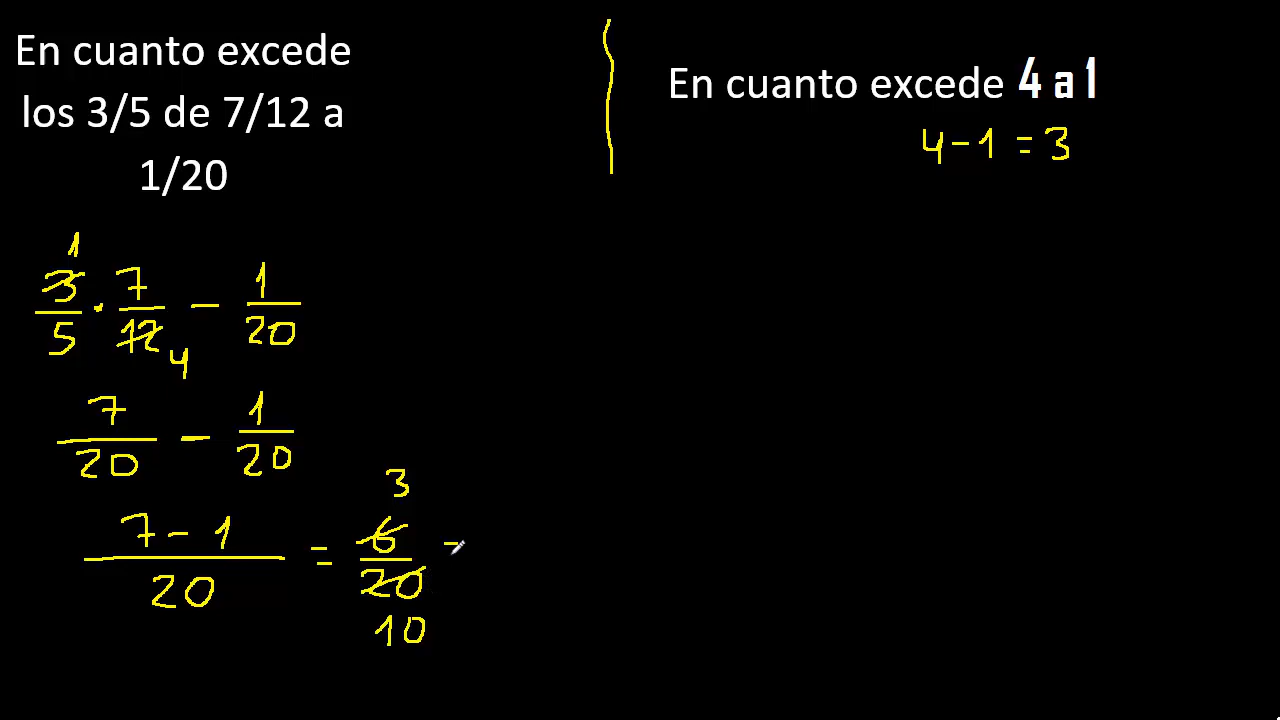 En cuanto excede
los 3/5 de 7/12 a
1/20
1
3/5 · 7/12 − 1/20
4
7/20 − 1/20
3
7 − 1/20 = 6/20 −
10
En cuanto excede 4 a 1
4 − 1 = 3